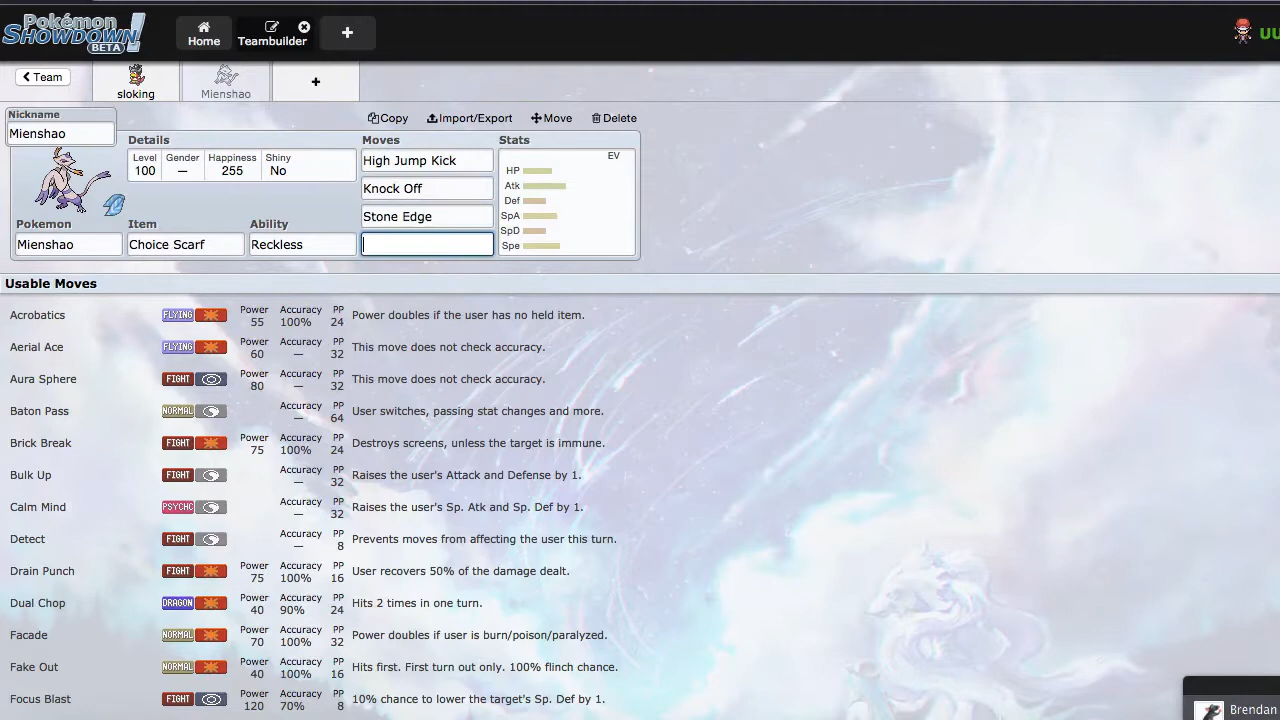 Pokémon
SHOWDOWN!
BETA
Home
Teambuilder
+
UU
Team
sloking
Mienshao
+
Copy Import/Export Move Delete
Nickname
Mienshao
Details
Level Gender Happiness Shiny
100 — 255 No
Pokemon Item Ability
Mienshao Choice Scarf Reckless
Moves
High Jump Kick
Knock Off
Stone Edge
Stats
EV
HP
Atk
Def
SpA
SpD
Spe
Usable Moves
Acrobatics FLYING Power 55 Accuracy 100% PP 24 Power doubles if the user has no held item.
Aerial Ace FLYING Power 60 Accuracy — PP 32 This move does not check accuracy.
Aura Sphere FIGHT Power 80 Accuracy — PP 32 This move does not check accuracy.
Baton Pass NORMAL Accuracy — PP 64 User switches, passing stat changes and more.
Brick Break FIGHT Power 75 Accuracy 100% PP 24 Destroys screens, unless the target is immune.
Bulk Up FIGHT Accuracy — PP 32 Raises the user's Attack and Defense by 1.
Calm Mind PSYCHC Accuracy — PP 32 Raises the user's Sp. Atk and Sp. Def by 1.
Detect FIGHT Accuracy — PP 8 Prevents moves from affecting the user this turn.
Drain Punch FIGHT Power 75 Accuracy 100% PP 16 User recovers 50% of the damage dealt.
Dual Chop DRAGON Power 40 Accuracy 90% PP 24 Hits 2 times in one turn.
Facade NORMAL Power 70 Accuracy 100% PP 32 Power doubles if user is burn/poison/paralyzed.
Fake Out NORMAL Power 40 Accuracy 100% PP 16 Hits first. First turn out only. 100% flinch chance.
Focus Blast FIGHT Power 120 Accuracy 70% PP 8 10% chance to lower the target's Sp. Def by 1.
Brendan